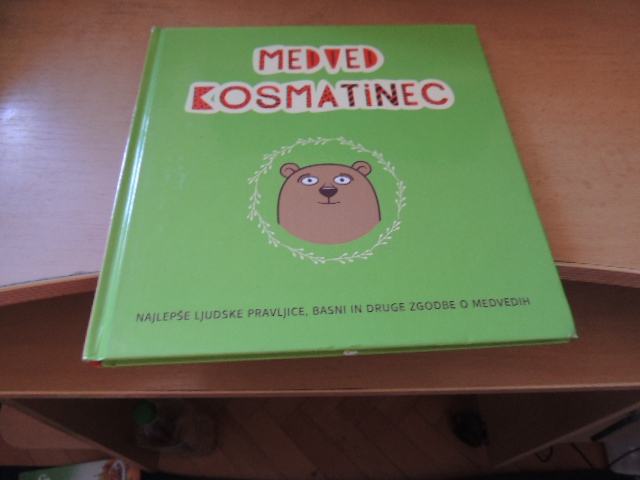 MEDVED
KOSMATINEC
NAJLEPŠE LJUDSKE PRAVLJICE, BASNI IN DRUGE ZGODBE O MEDVEDIH